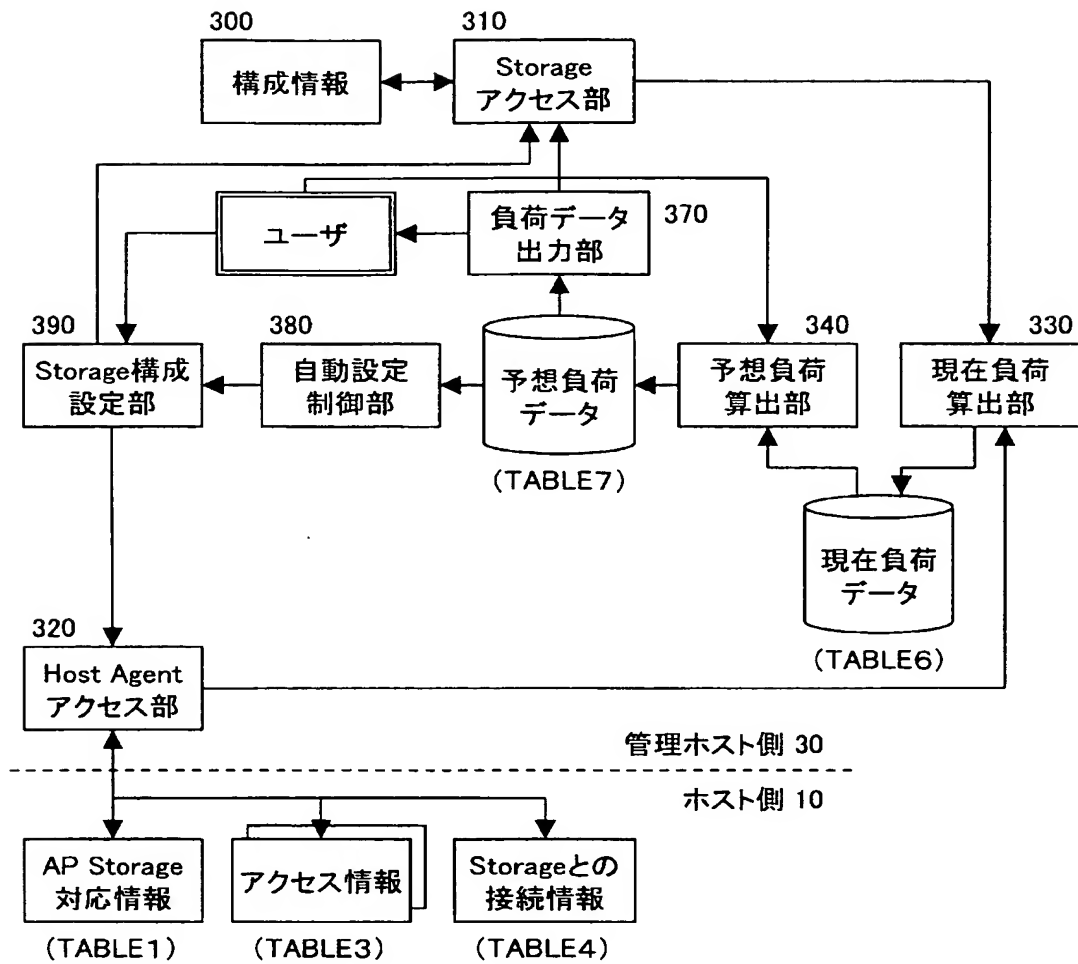 300
310
構成情報
Storage
アクセス部
ユーザ
負荷データ
出力部
370
390
380
340
330
Storage構成
設定部
自動設定
制御部
予想負荷
データ
予想負荷
算出部
現在負荷
算出部
(TABLE7)
現在負荷
データ
(TABLE6)
320
Host Agent
アクセス部
管理ホスト側 30
ホスト側 10
AP Storage
対応情報
アクセス情報
Storageとの
接続情報
(TABLE1)
(TABLE3)
(TABLE4)